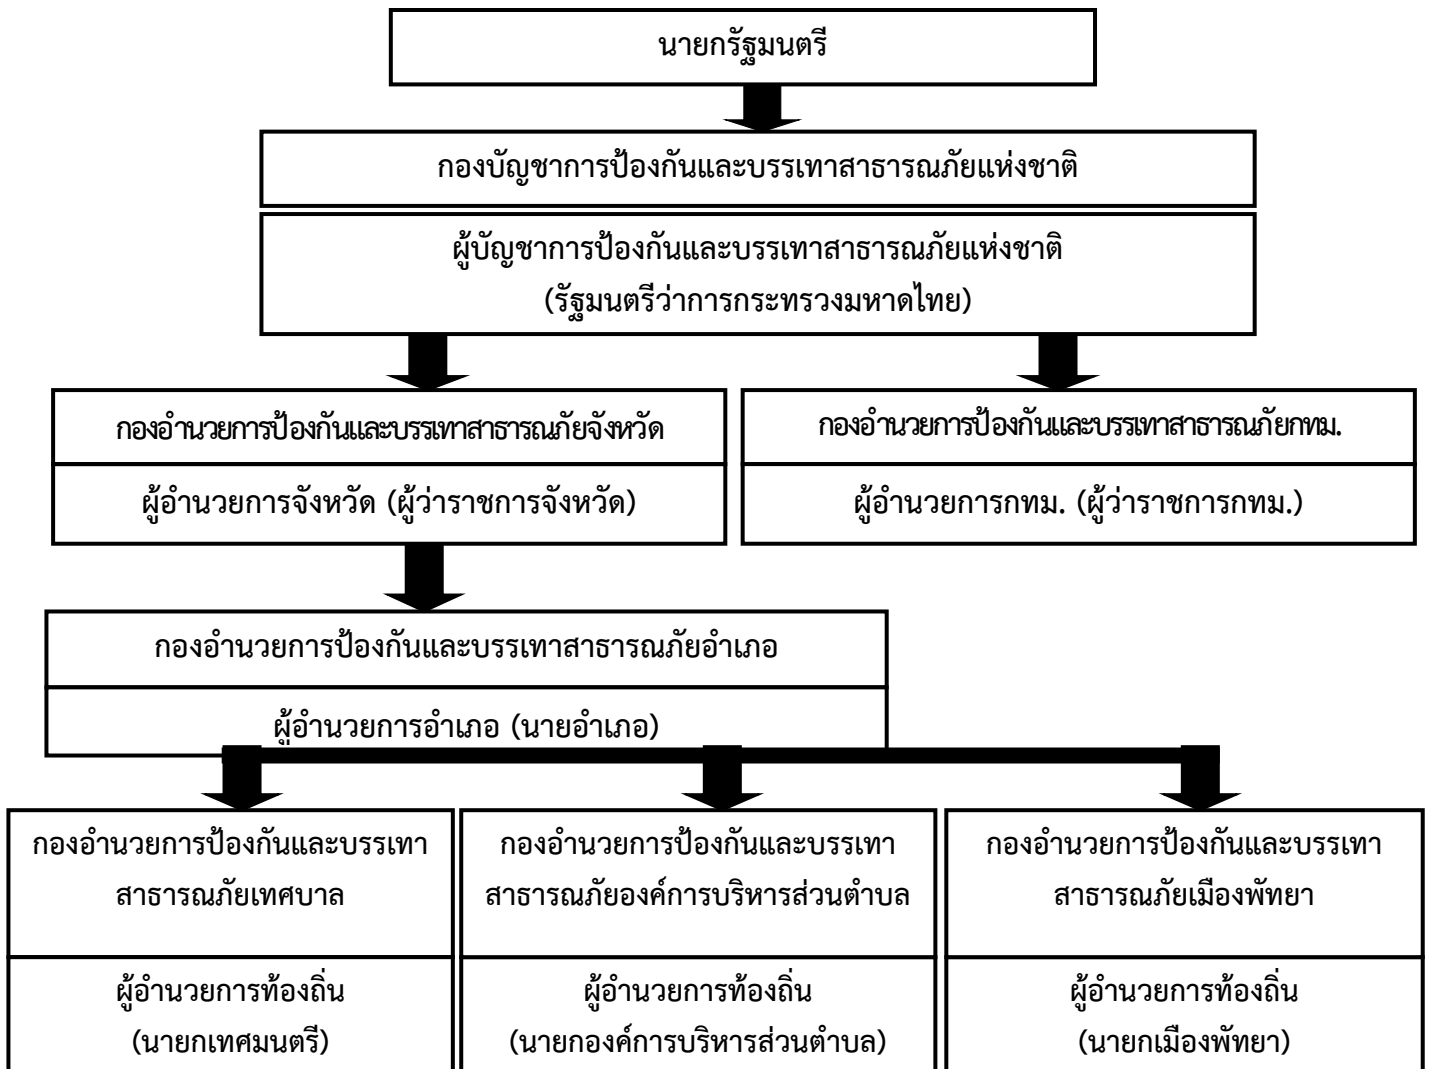 นายกรัฐมนตรี
กองบัญชาการป้องกันและบรรเทาสาธารณภัยแห่งชาติ
ผู้บัญชาการป้องกันและบรรเทาสาธารณภัยแห่งชาติ
(รัฐมนตรีว่าการกระทรวงมหาดไทย)
กองอำนวยการป้องกันและบรรเทาสาธารณภัยจังหวัด
ผู้อำนวยการจังหวัด (ผู้ว่าราชการจังหวัด)
กองอำนวยการป้องกันและบรรเทาสาธารณภัยกทม.
ผู้อำนวยการกทม. (ผู้ว่าราชการกทม.)
กองอำนวยการป้องกันและบรรเทาสาธารณภัยอำเภอ
ผู้อำนวยการอำเภอ (นายอำเภอ)
กองอำนวยการป้องกันและบรรเทา
สาธารณภัยเทศบาล
ผู้อำนวยการท้องถิ่น
(นายกเทศมนตรี)
กองอำนวยการป้องกันและบรรเทา
สาธารณภัยองค์การบริหารส่วนตำบล
ผู้อำนวยการท้องถิ่น
(นายกองค์การบริหารส่วนตำบล)
กองอำนวยการป้องกันและบรรเทา
สาธารณภัยเมืองพัทยา
ผู้อำนวยการท้องถิ่น
(นายกเมืองพัทยา)